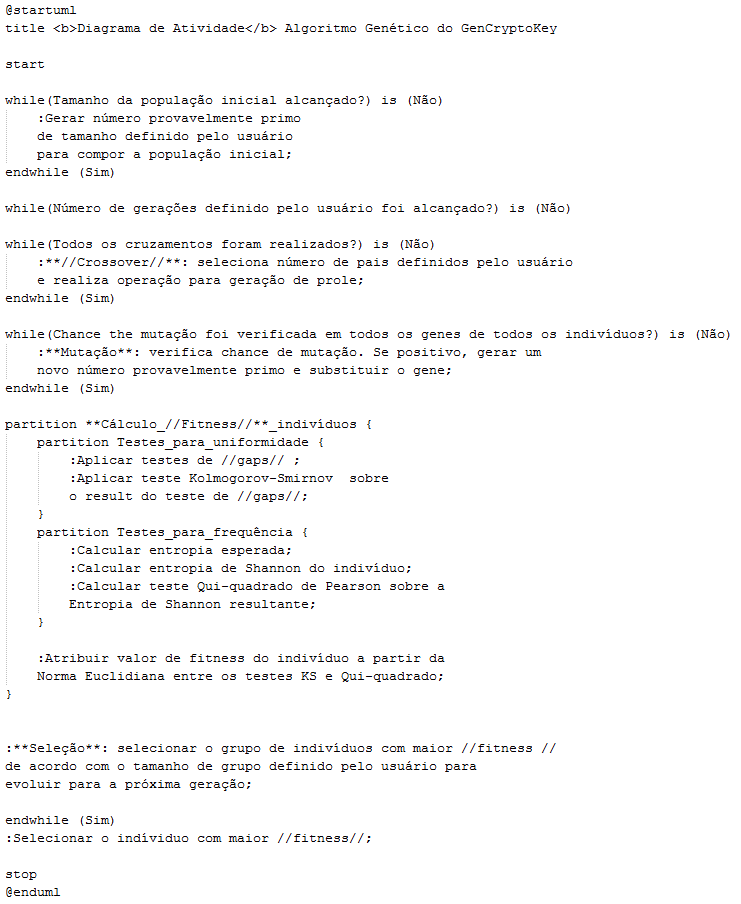 @startuml
title <b>Diagrama de Atividade</b> Algoritmo Genético do GenCryptoKey
start
while(Tamanho da população inicial alcançado?) is (Não)
:Gerar número provavelmente primo
de tamanho definido pelo usuário
para compor a população inicial;
endwhile (Sim)
while(Número de gerações definido pelo usuário foi alcançado?) is (Não)
while(Todos os cruzamentos foram realizados?) is (Não)
:**//Crossover//**: seleciona número de pais definidos pelo usuário
e realiza operação para geração de prole;
endwhile (Sim)
while(Chance the mutação foi verificada em todos os genes de todos os indivíduos?) is (Não)
:**Mutação**: verifica chance de mutação. Se positivo, gerar um
novo número provavelmente primo e substituir o gene;
endwhile (Sim)
partition **Cálculo_//Fitness//**_indivíduos {
partition Testes_para_uniformidade {
:Aplicar testes de //gaps// ;
:Aplicar teste Kolmogorov-Smirnov  sobre
o result do teste de //gaps//;
}
partition Testes_para_frequência {
:Calcular entropia esperada;
:Calcular entropia de Shannon do indivíduo;
:Calcular teste Qui-quadrado de Pearson sobre a
Entropia de Shannon resultante;
}
:Atribuir valor de fitness do indivíduo a partir da
Norma Euclidiana entre os testes KS e Qui-quadrado;
}
:**Seleção**: selecionar o grupo de indivíduos com maior //fitness //
de acordo com o tamanho de grupo definido pelo usuário para
evoluir para a próxima geração;
endwhile (Sim)
:Selecionar o indíviduo com maior //fitness//;
stop
@enduml